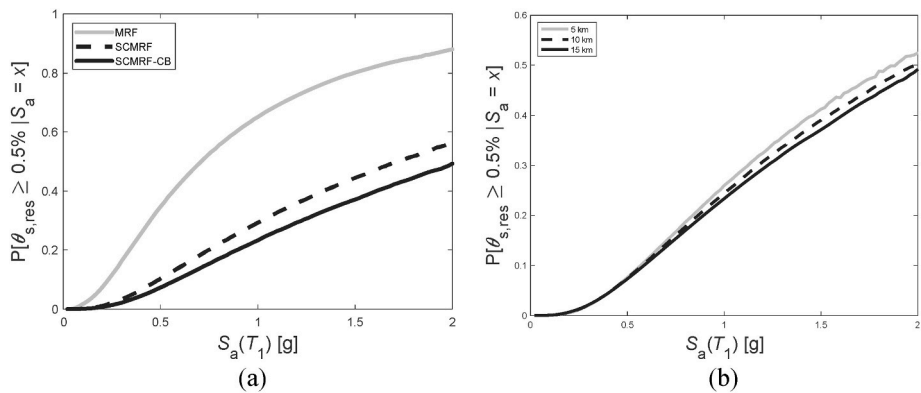 MRF
SCMRF
SCMRF-CB
P[θs,res ≥ 0.5% | Sa = x]
1
0.8
0.6
0.4
0.2
0
0
0.5
1
1.5
2
Sa(T1) [g]
(a)
5 km
10 km
15 km
P[θs,res ≥ 0.5% | Sa = x]
0.6
0.5
0.4
0.3
0.2
0.1
0.0
0
0.5
1.0
1.5
2
Sa(T1) [g]
(b)